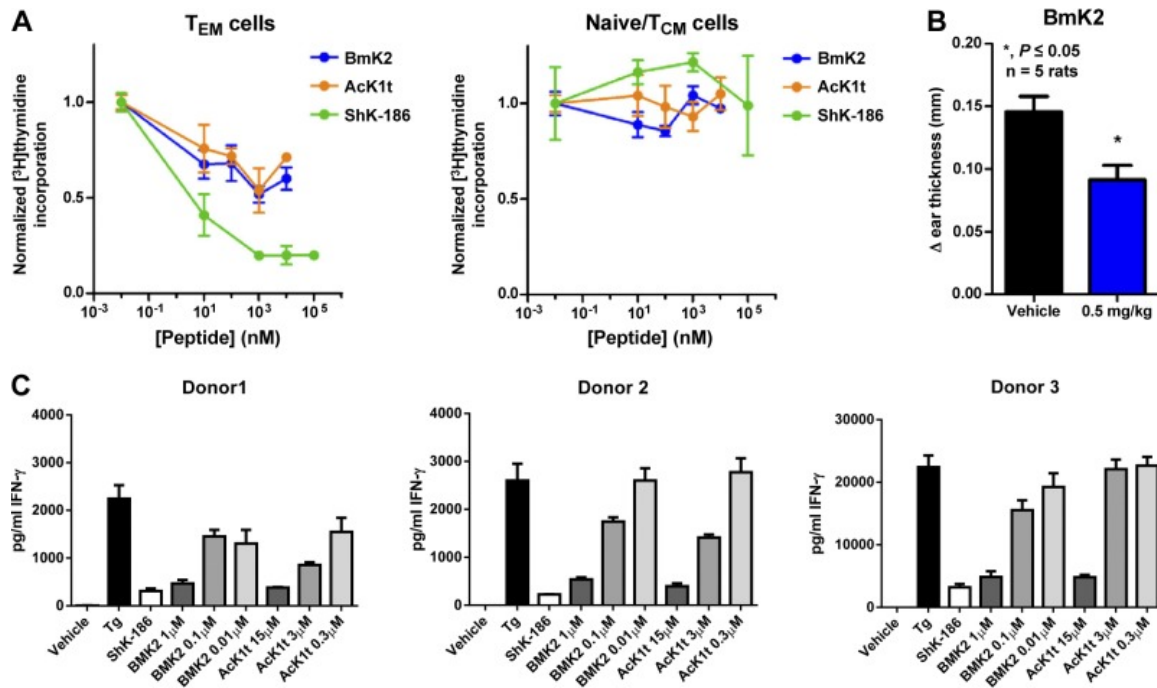 A
T_EM cells
BmK2
AcK1t
ShK-186
Normalized [³H]thymidine
incorporation
1.0
0.5
0.0
10⁻³ 10⁻¹ 10¹ 10³ 10⁵
[Peptide] (nM)
Naive/T_CM cells
BmK2
AcK1t
ShK-186
Normalized [³H]thymidine
incorporation
1.0
0.5
0.0
10⁻³ 10⁻¹ 10¹ 10³ 10⁵
[Peptide] (nM)
B
BmK2
*, P ≤ 0.05
n = 5 rats
Δ ear thickness (mm)
0.20
0.15
0.10
0.05
0.00
*
Vehicle 0.5 mg/kg
C
Donor1
pg/ml IFN-γ
4000
3000
2000
1000
0
Vehicle
Tg
ShK-186
BMK2 1μM
BMK2 0.1μM
BMK2 0.01μM
AcK1t 15μM
AcK1t 3μM
AcK1t 0.3μM
Donor 2
pg/ml IFN-γ
4000
3000
2000
1000
0
Vehicle
Tg
ShK-186
BMK2 1μM
BMK2 0.1μM
BMK2 0.01μM
AcK1t 15μM
AcK1t 3μM
AcK1t 0.3μM
Donor 3
pg/ml IFN-γ
30000
20000
10000
0
Vehicle
Tg
ShK-186
BMK2 1μM
BMK2 0.1μM
BMK2 0.01μM
AcK1t 15μM
AcK1t 3μM
AcK1t 0.3μM